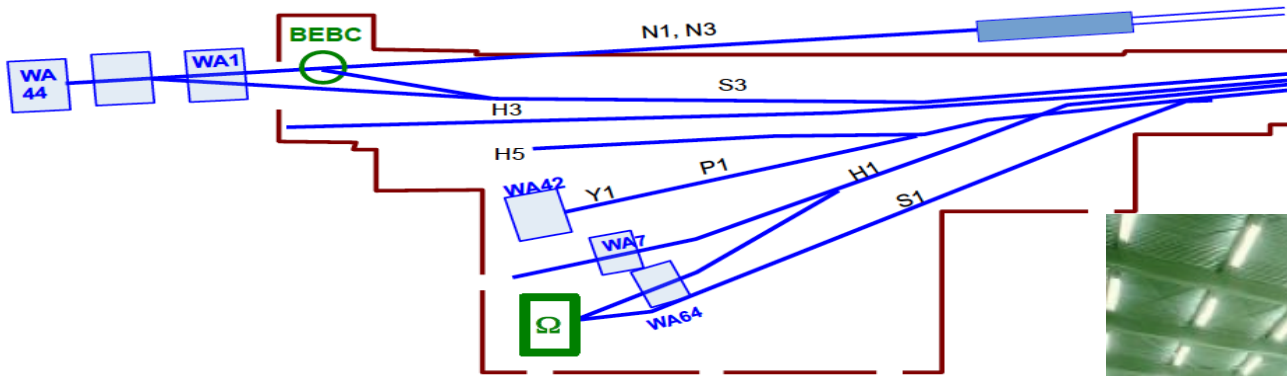 N1, N3
BEBC
WA1
WA
44
S3
H3
H5
P1
H1
WA42
Y1
S1
WA7
WA64
Ω